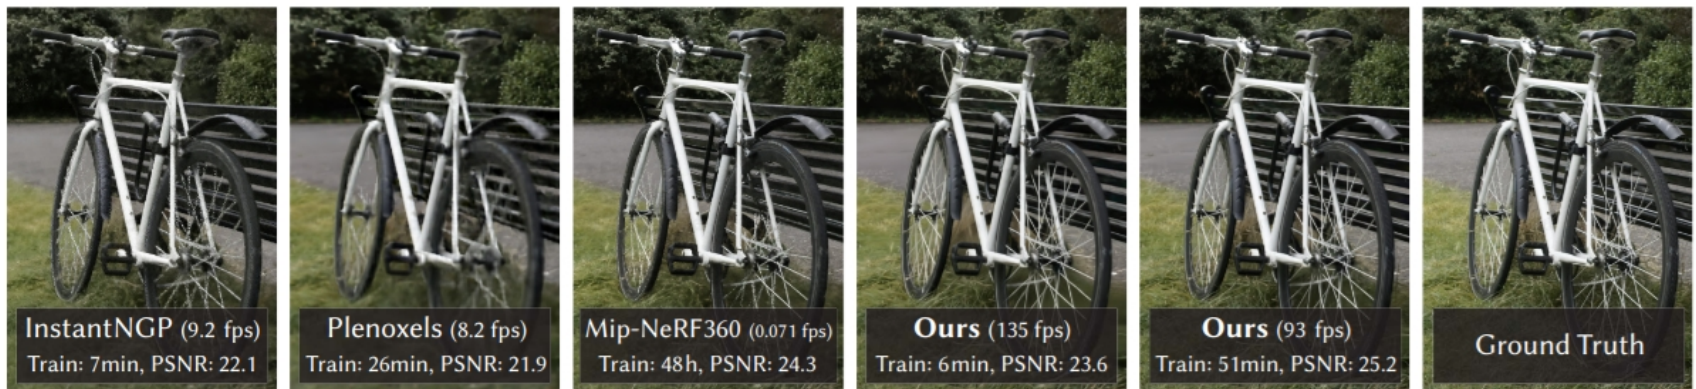 InstantNGP (9.2 fps)
Train: 7min, PSNR: 22.1
Plenoxels (8.2 fps)
Train: 26min, PSNR: 21.9
Mip-NeRF360 (0.071 fps)
Train: 48h, PSNR: 24.3
Ours (135 fps)
Train: 6min, PSNR: 23.6
Ours (93 fps)
Train: 51min, PSNR: 25.2
Ground Truth